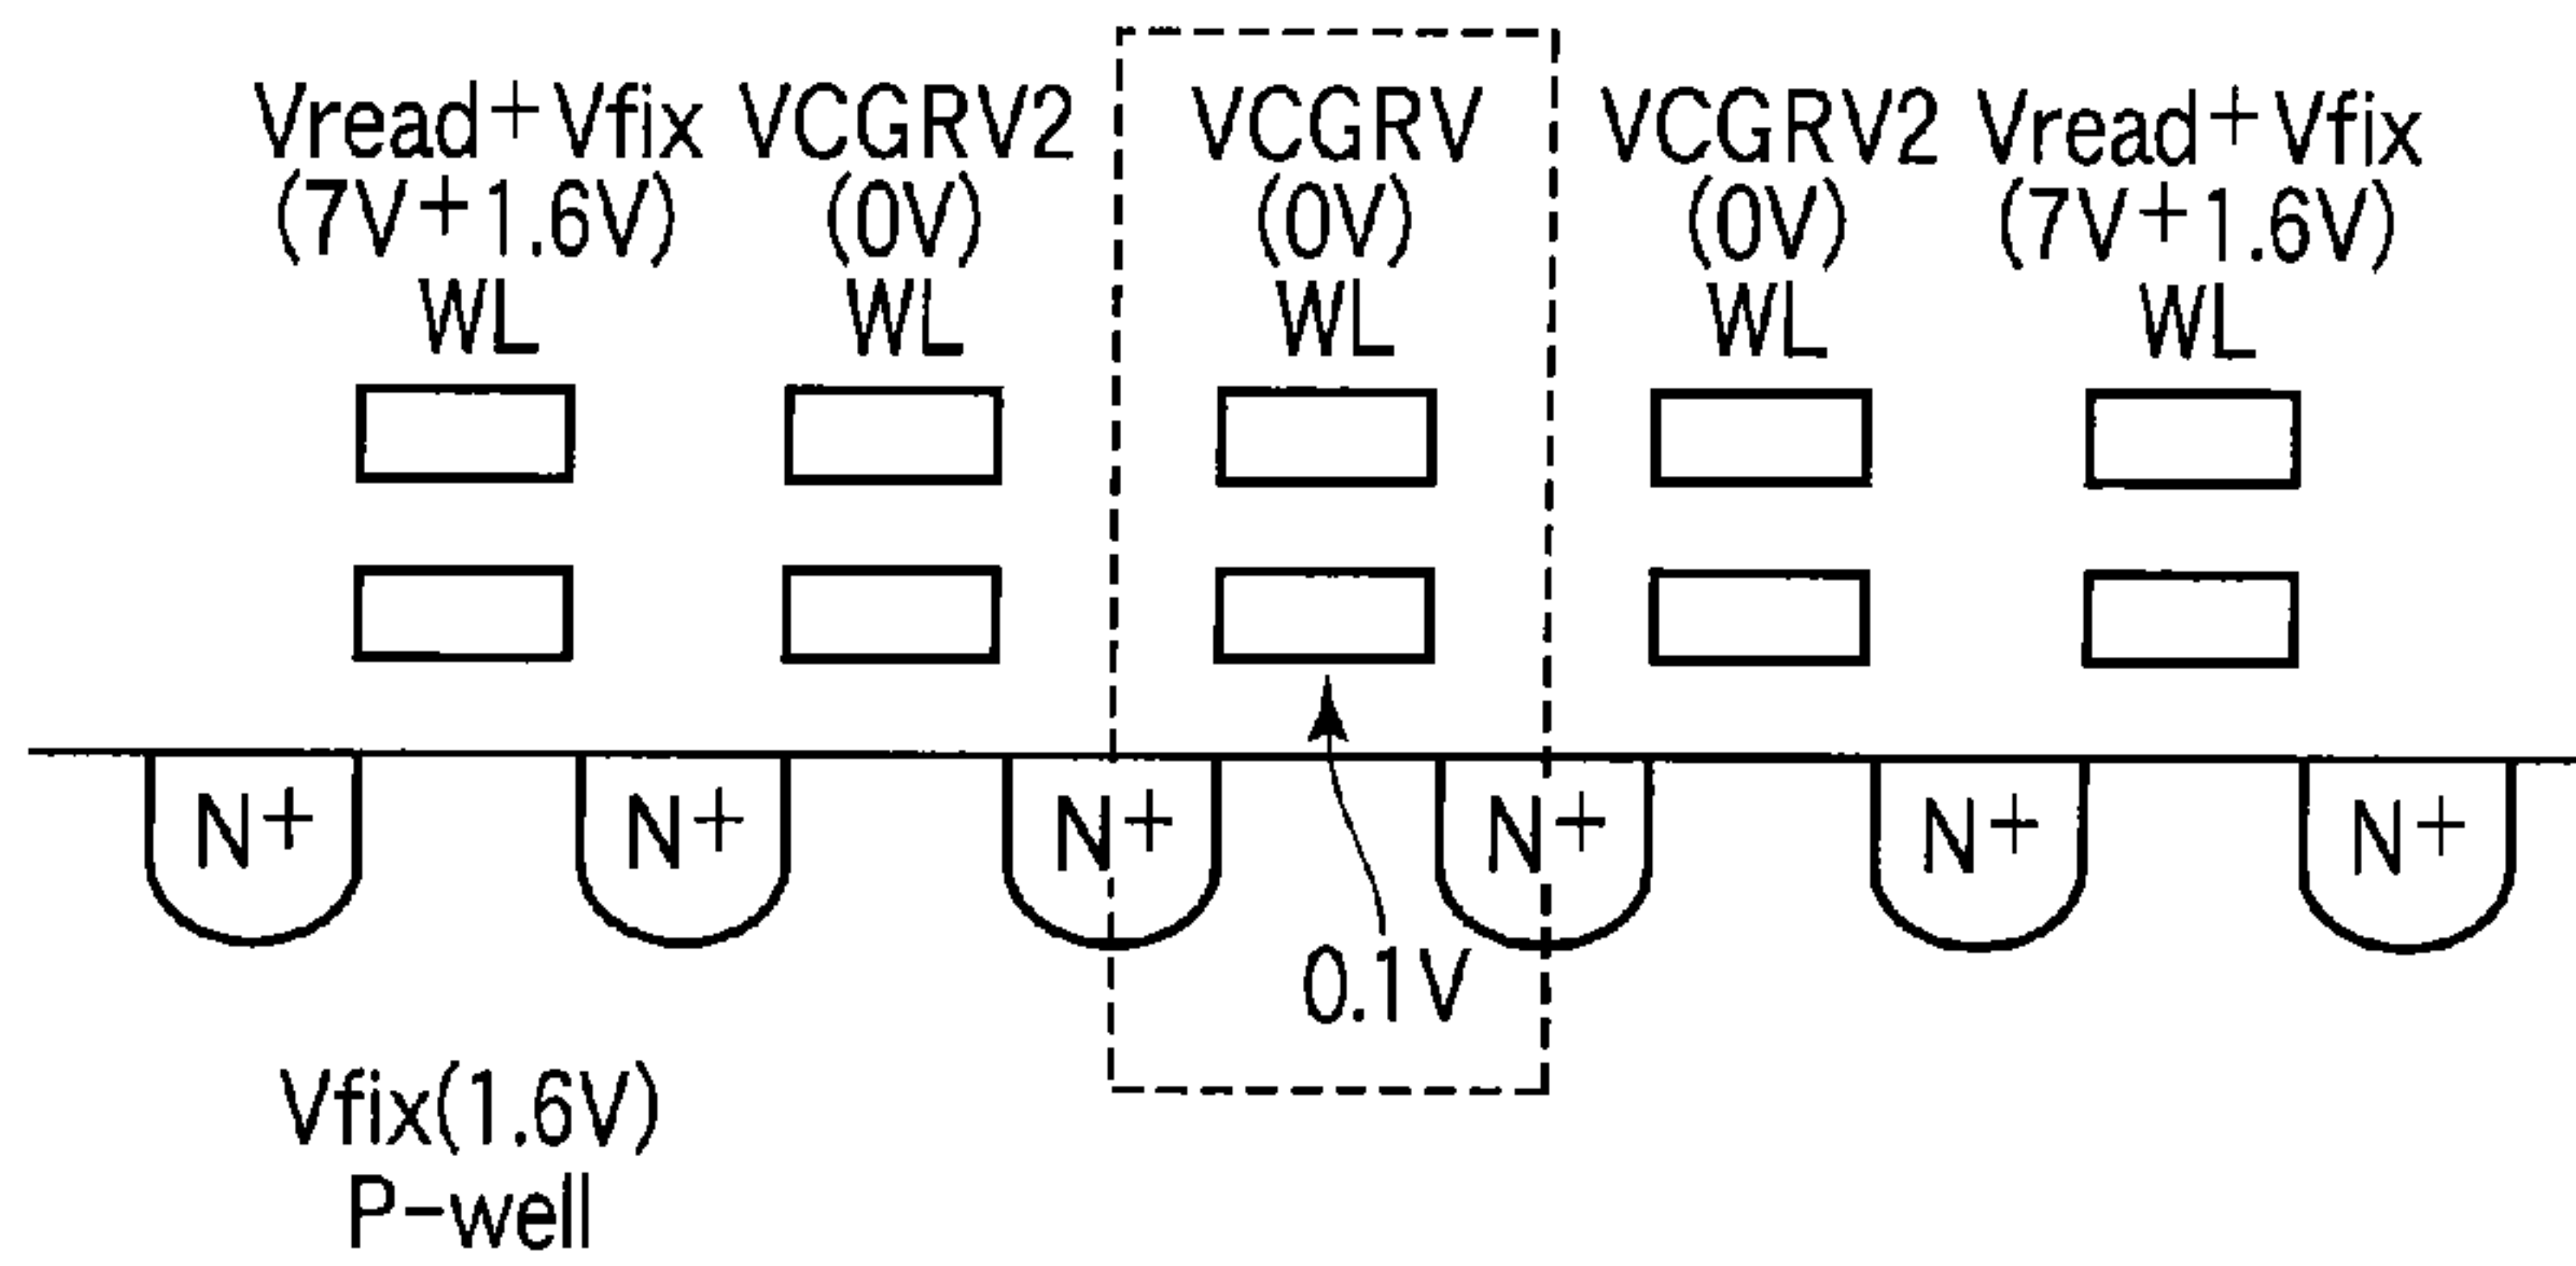 Vread+Vfix VCGRV2 VCGRV VCGRV2 Vread+Vfix
(7V+1.6V) (0V) (0V) (0V) (7V+1.6V)
WL WL WL WL WL
N+ N+ N+ N+ N+ N+
0.1V
Vfix(1.6V)
P-well